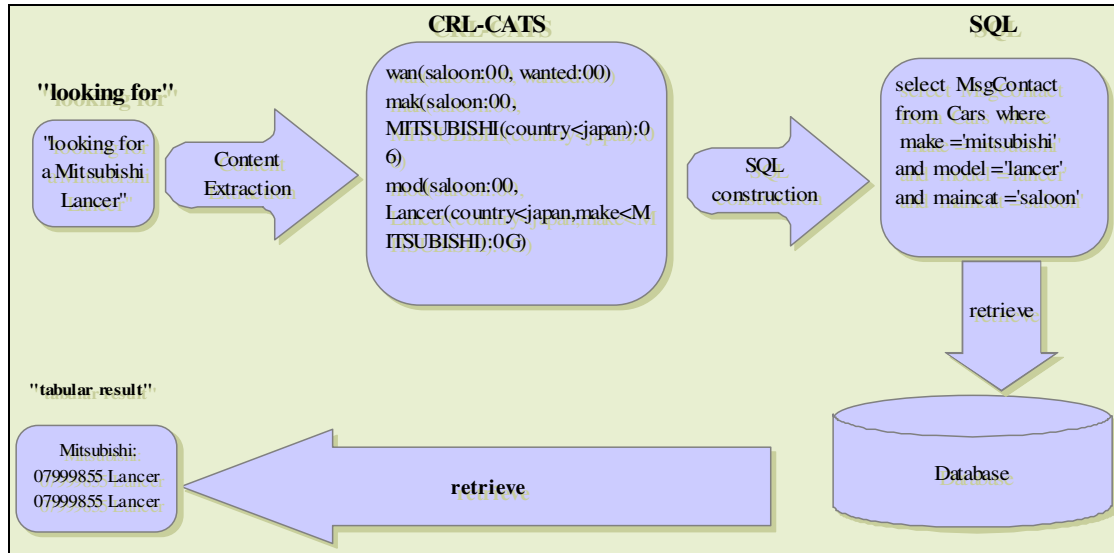 CRL-CATS
SQL
"looking for"
"looking for
a Mitsubishi
Lancer"
Content
Extraction
wan(saloon:00, wanted:00)
mak(saloon:00,
MITSUBISHI(country<japan):0
6)
mod(saloon:00,
Lancer(country<japan,make<M
ITSUBISHI):0G)
SQL
construction
select MsgContact
from Cars where
make ='mitsubishi'
and model ='lancer'
and maincat ='saloon'
retrieve
Database
retrieve
"tabular result"
Mitsubishi:
07999855 Lancer
07999855 Lancer